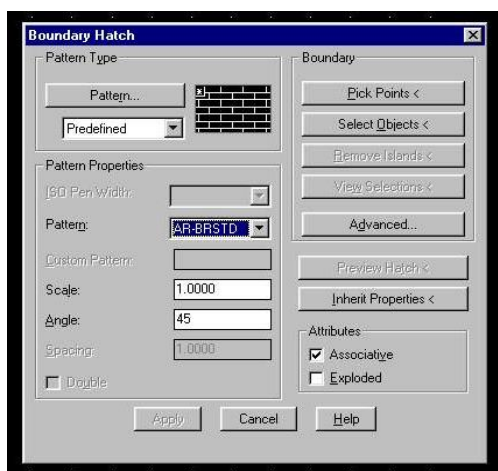 Boundary Hatch
Pattern Type
Pattern...
Predefined
Pattern Properties
ISO Pen Width:
Pattern:
AR-BRSTD
Custom Pattern:
Scale:
1.0000
Angle:
45
Spacing:
1.0000
Double
Boundary
Pick Points <
Select Objects <
Remove Islands <
View Selections <
Advanced...
Preview Hatch <
Inherit Properties <
Attributes
Associative
Exploded
Apply
Cancel
Help